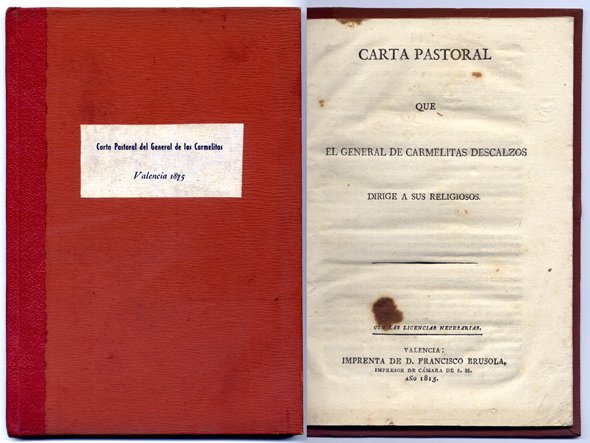 Carta Pastoral del General de los Carmelitas
Valencia 1815
CARTA PASTORAL
QUE
EL GENERAL DE CARMELITAS DESCALZOS
DIRIGE A SUS RELIGIOSOS.
CON LAS LICENCIAS NECESARIAS.
VALENCIA:
IMPRENTA DE D. FRANCISCO BRUSOLA,
IMPRESOR DE CÁMARA DE S. M.
AÑO 1815.